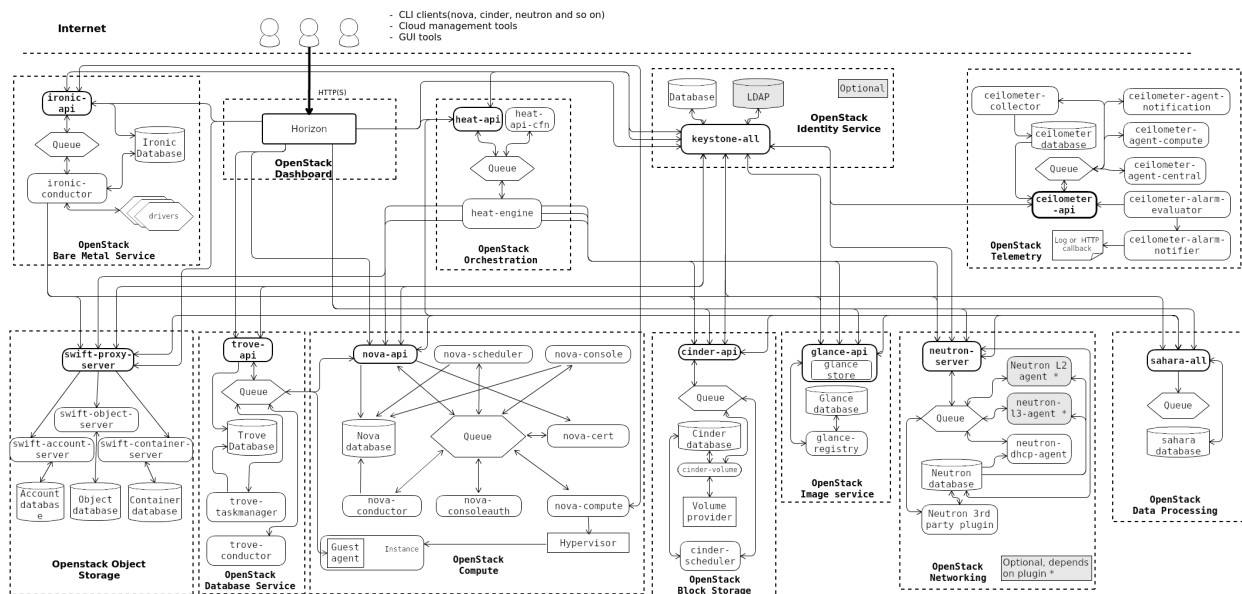 Internet
- CLI clients(nova, cinder, neutron and so on)
- Cloud management tools
- GUI tools
HTTP(S)
ironic-
api
Queue
Ironic
Database
ironic-
conductor
drivers
OpenStack
Bare Metal Service
Horizon
OpenStack
Dashboard
heat-api
heat-
api-cfn
Queue
heat-engine
OpenStack
Orchestration
Database
LDAP
Optional
OpenStack
Identity Service
keystone-all
ceilometer-
collector
ceilometer-agent-
notification
ceilometer
database
ceilometer-
agent-compute
Queue
ceilometer-
agent-central
ceilometer
-api
ceilometer-alarm-
evaluator
OpenStack
Telemetry
Log or HTTP
callback
ceilometer-alarm-
notifier
swift-proxy-
server
swift-object-
server
swift-account-
server
swift-container-
server
Account
databas
e
Object
database
Container
database
Openstack Object
Storage
trove-
api
Queue
Trove
Database
trove-
taskmanager
trove-
conductor
OpenStack
Database Service
nova-api
nova-scheduler
nova-console
Nova
database
Queue
nova-cert
nova-
conductor
nova-
consoleauth
nova-compute
Guest
agent
Instance
Hypervisor
OpenStack
Compute
cinder-api
Queue
Cinder
database
cinder-volume
Volume
provider
cinder-
scheduler
OpenStack
Block Storage
glance-api
glance
store
Glance
database
glance-
registry
OpenStack
Image service
neutron-
server
Neutron L2
agent *
Queue
neutron-
l3-agent *
neutron-
dhcp-agent
Neutron
database
Neutron 3rd
party plugin
OpenStack
Networking
Optional, depends
on plugin *
sahara-all
Queue
sahara
database
OpenStack
Data Processing